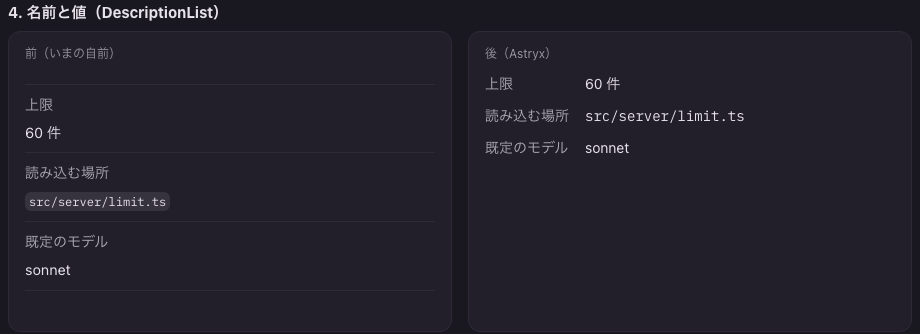 4. 名前と値（DescriptionList）
前（いまの自前）
上限
60 件
読み込む場所
src/server/limit.ts
既定のモデル
sonnet
後（Astryx）
上限 60 件
読み込む場所 src/server/limit.ts
既定のモデル sonnet